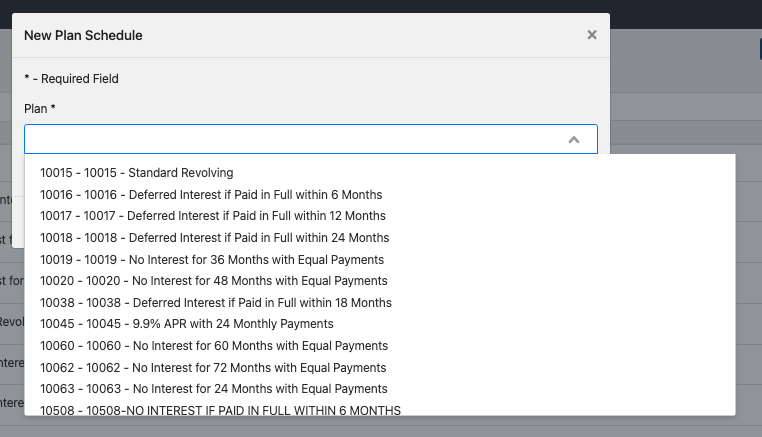 New Plan Schedule
* - Required Field
Plan *
10015 - 10015 - Standard Revolving
10016 - 10016 - Deferred Interest if Paid in Full within 6 Months
10017 - 10017 - Deferred Interest if Paid in Full within 12 Months
10018 - 10018 - Deferred Interest if Paid in Full within 24 Months
10019 - 10019 - No Interest for 36 Months with Equal Payments
10020 - 10020 - No Interest for 48 Months with Equal Payments
10038 - 10038 - Deferred Interest if Paid in Full within 18 Months
10045 - 10045 - 9.9% APR with 24 Monthly Payments
10060 - 10060 - No Interest for 60 Months with Equal Payments
10062 - 10062 - No Interest for 72 Months with Equal Payments
10063 - 10063 - No Interest for 24 Months with Equal Payments
10508 - 10508-NO INTEREST IF PAID IN FULL WITHIN 6 MONTHS